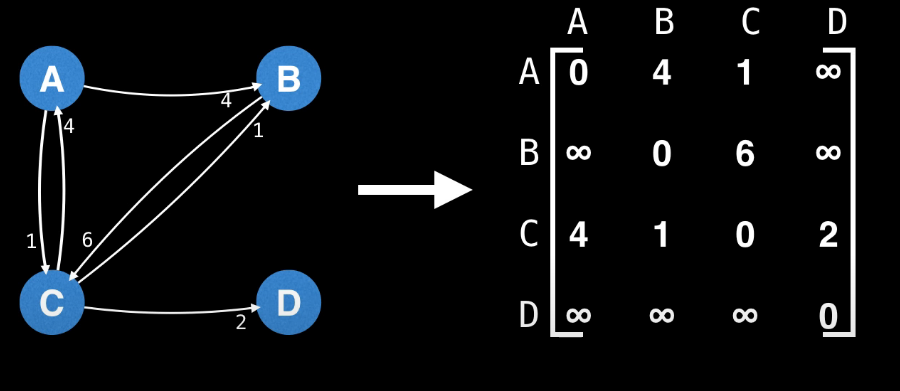 A B C D
A 0 4 1 ∞
B ∞ 0 6 ∞
C 4 1 0 2
D ∞ ∞ ∞ 0
A B
4
4
1
1 6
C D
2